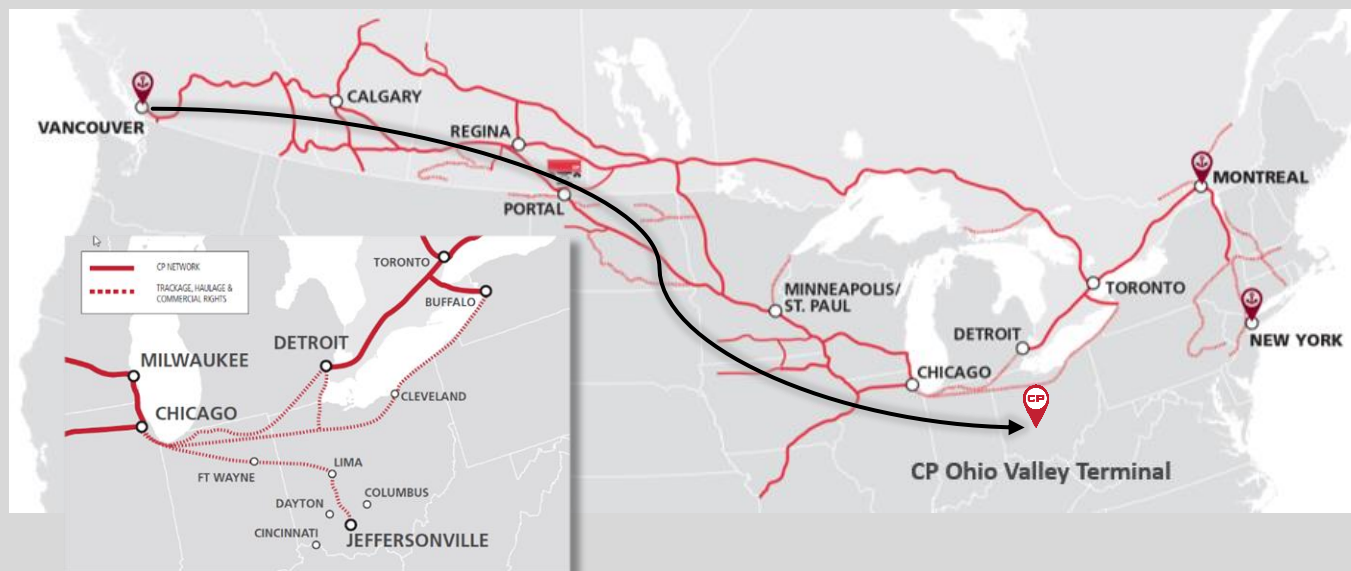 VANCOUVER
CALGARY
REGINA
PORTAL
MINNEAPOLIS/
ST. PAUL
CHICAGO
DETROIT
TORONTO
MONTREAL
NEW YORK
CP
CP Ohio Valley Terminal
CP NETWORK
TRACKAGE, HAULAGE &
COMMERCIAL RIGHTS
TORONTO
BUFFALO
DETROIT
MILWAUKEE
CHICAGO
CLEVELAND
FT WAYNE
LIMA
COLUMBUS
DAYTON
CINCINNATI
JEFFERSONVILLE